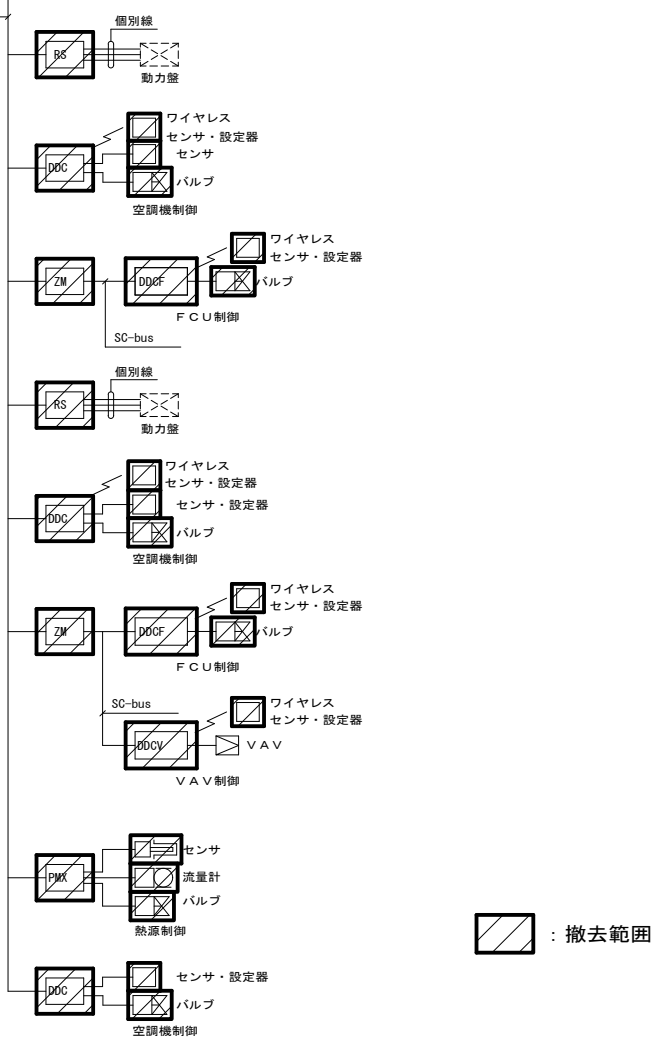 個別線
RS
動力盤
ワイヤレス
センサ・設定器
センサ
DDC
バルブ
空調機制御
ワイヤレス
センサ・設定器
ZM
DDCF
バルブ
ＦＣＵ制御
SC-bus
個別線
RS
動力盤
ワイヤレス
センサ・設定器
センサ・設定器
DDC
バルブ
空調機制御
ワイヤレス
センサ・設定器
ZM
DDCF
バルブ
ＦＣＵ制御
SC-bus
ワイヤレス
センサ・設定器
DDCV
ＶＡＶ
ＶＡＶ制御
センサ
PMX
流量計
バルブ
熱源制御
：撤去範囲
センサ・設定器
DDC
バルブ
空調機制御